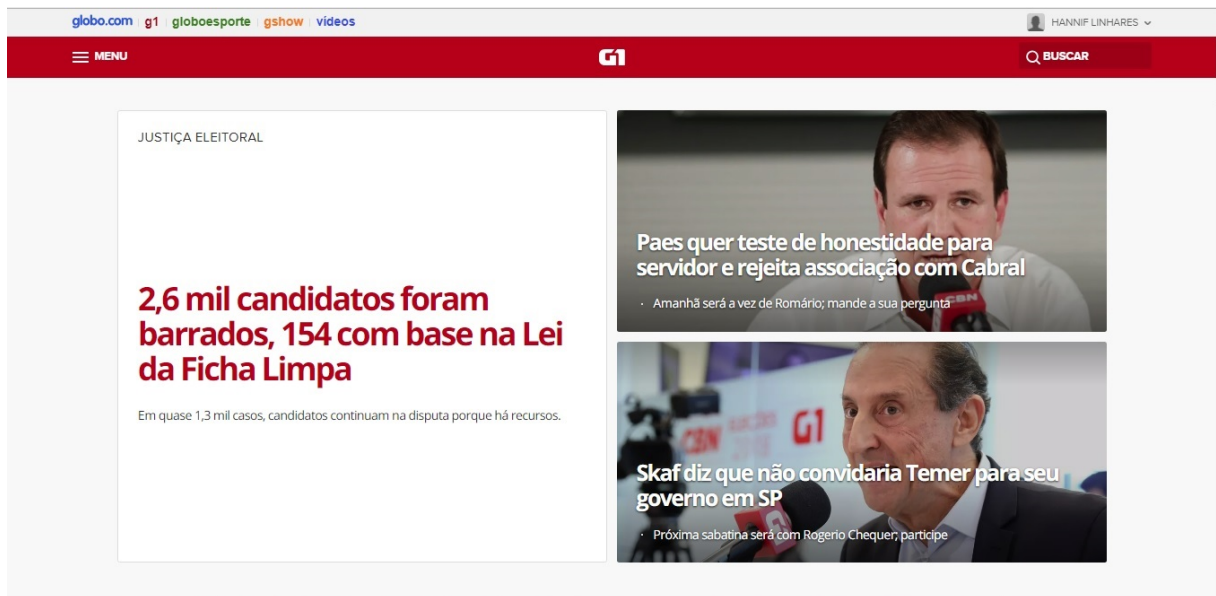 globo.com g1 globoesporte gshow vídeos
HANNIF LINHARES
MENU
G1
BUSCAR
JUSTIÇA ELEITORAL
2,6 mil candidatos foram
barrados, 154 com base na Lei
da Ficha Limpa
Em quase 1,3 mil casos, candidatos continuam na disputa porque há recursos.
CBN
Paes quer teste de honestidade para
servidor e rejeita associação com Cabral
· Amanhã será a vez de Romário; mande a sua pergunta
CBN
G1
Skaf diz que não convidaria Temer para seu
governo em SP
G1
· Próxima sabatina será com Rogerio Chequer; participe